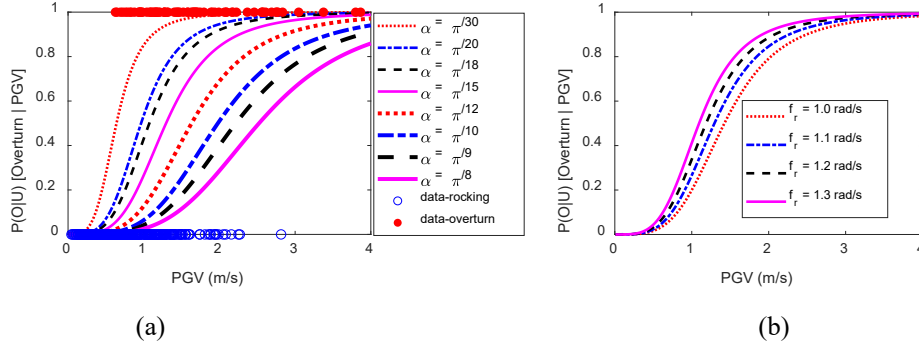 1
0.8
0.6
0.4
0.2
0
P(O|U) [Overturn | PGV]
0 1 2 3 4
PGV (m/s)
α = π/30
α = π/20
α = π/18
α = π/15
α = π/12
α = π/10
α = π/9
α = π/8
data-rocking
data-overturn
(a)
1
0.8
0.6
0.4
0.2
0
P(O|U) [Overturn | PGV]
0 1 2 3 4
PGV (m/s)
f_r = 1.0 rad/s
f_r = 1.1 rad/s
f_r = 1.2 rad/s
f_r = 1.3 rad/s
(b)